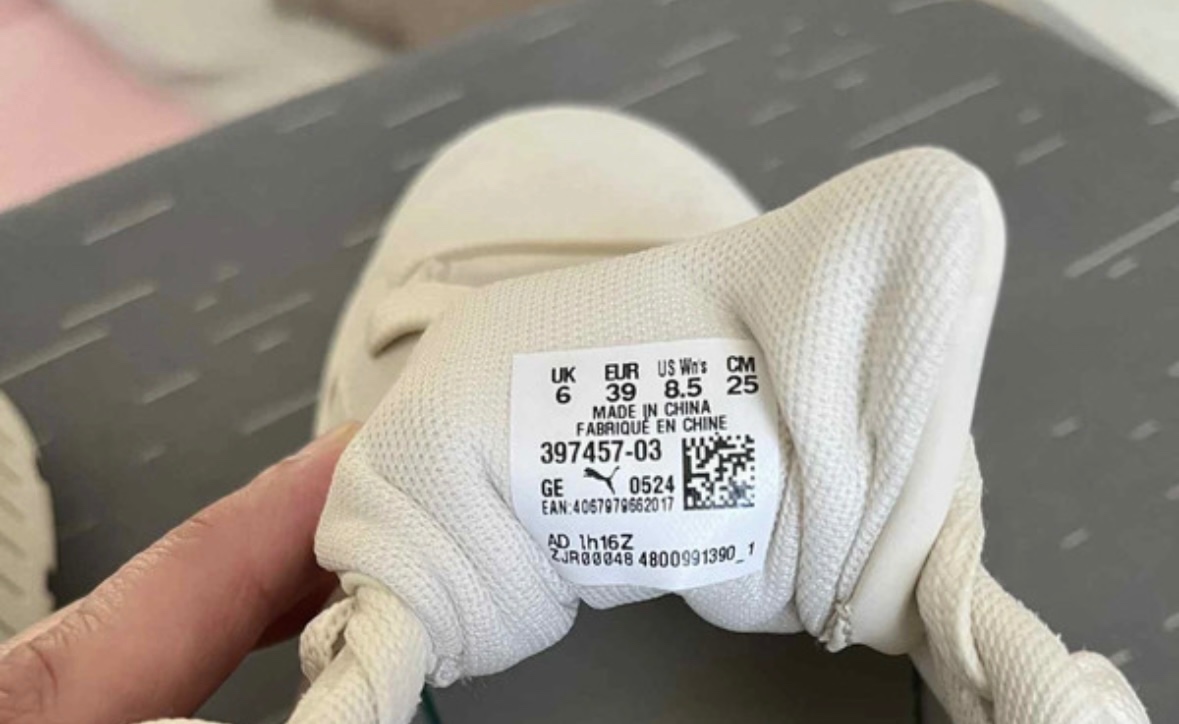 UK EUR US Wn's CM
6 39 8.5 25
MADE IN CHINA
FABRIQUÉ EN CHINE
397457-03
GE 0524
EAN:4067979662017
AD 1h16Z
ZJR00048 4800991390_1